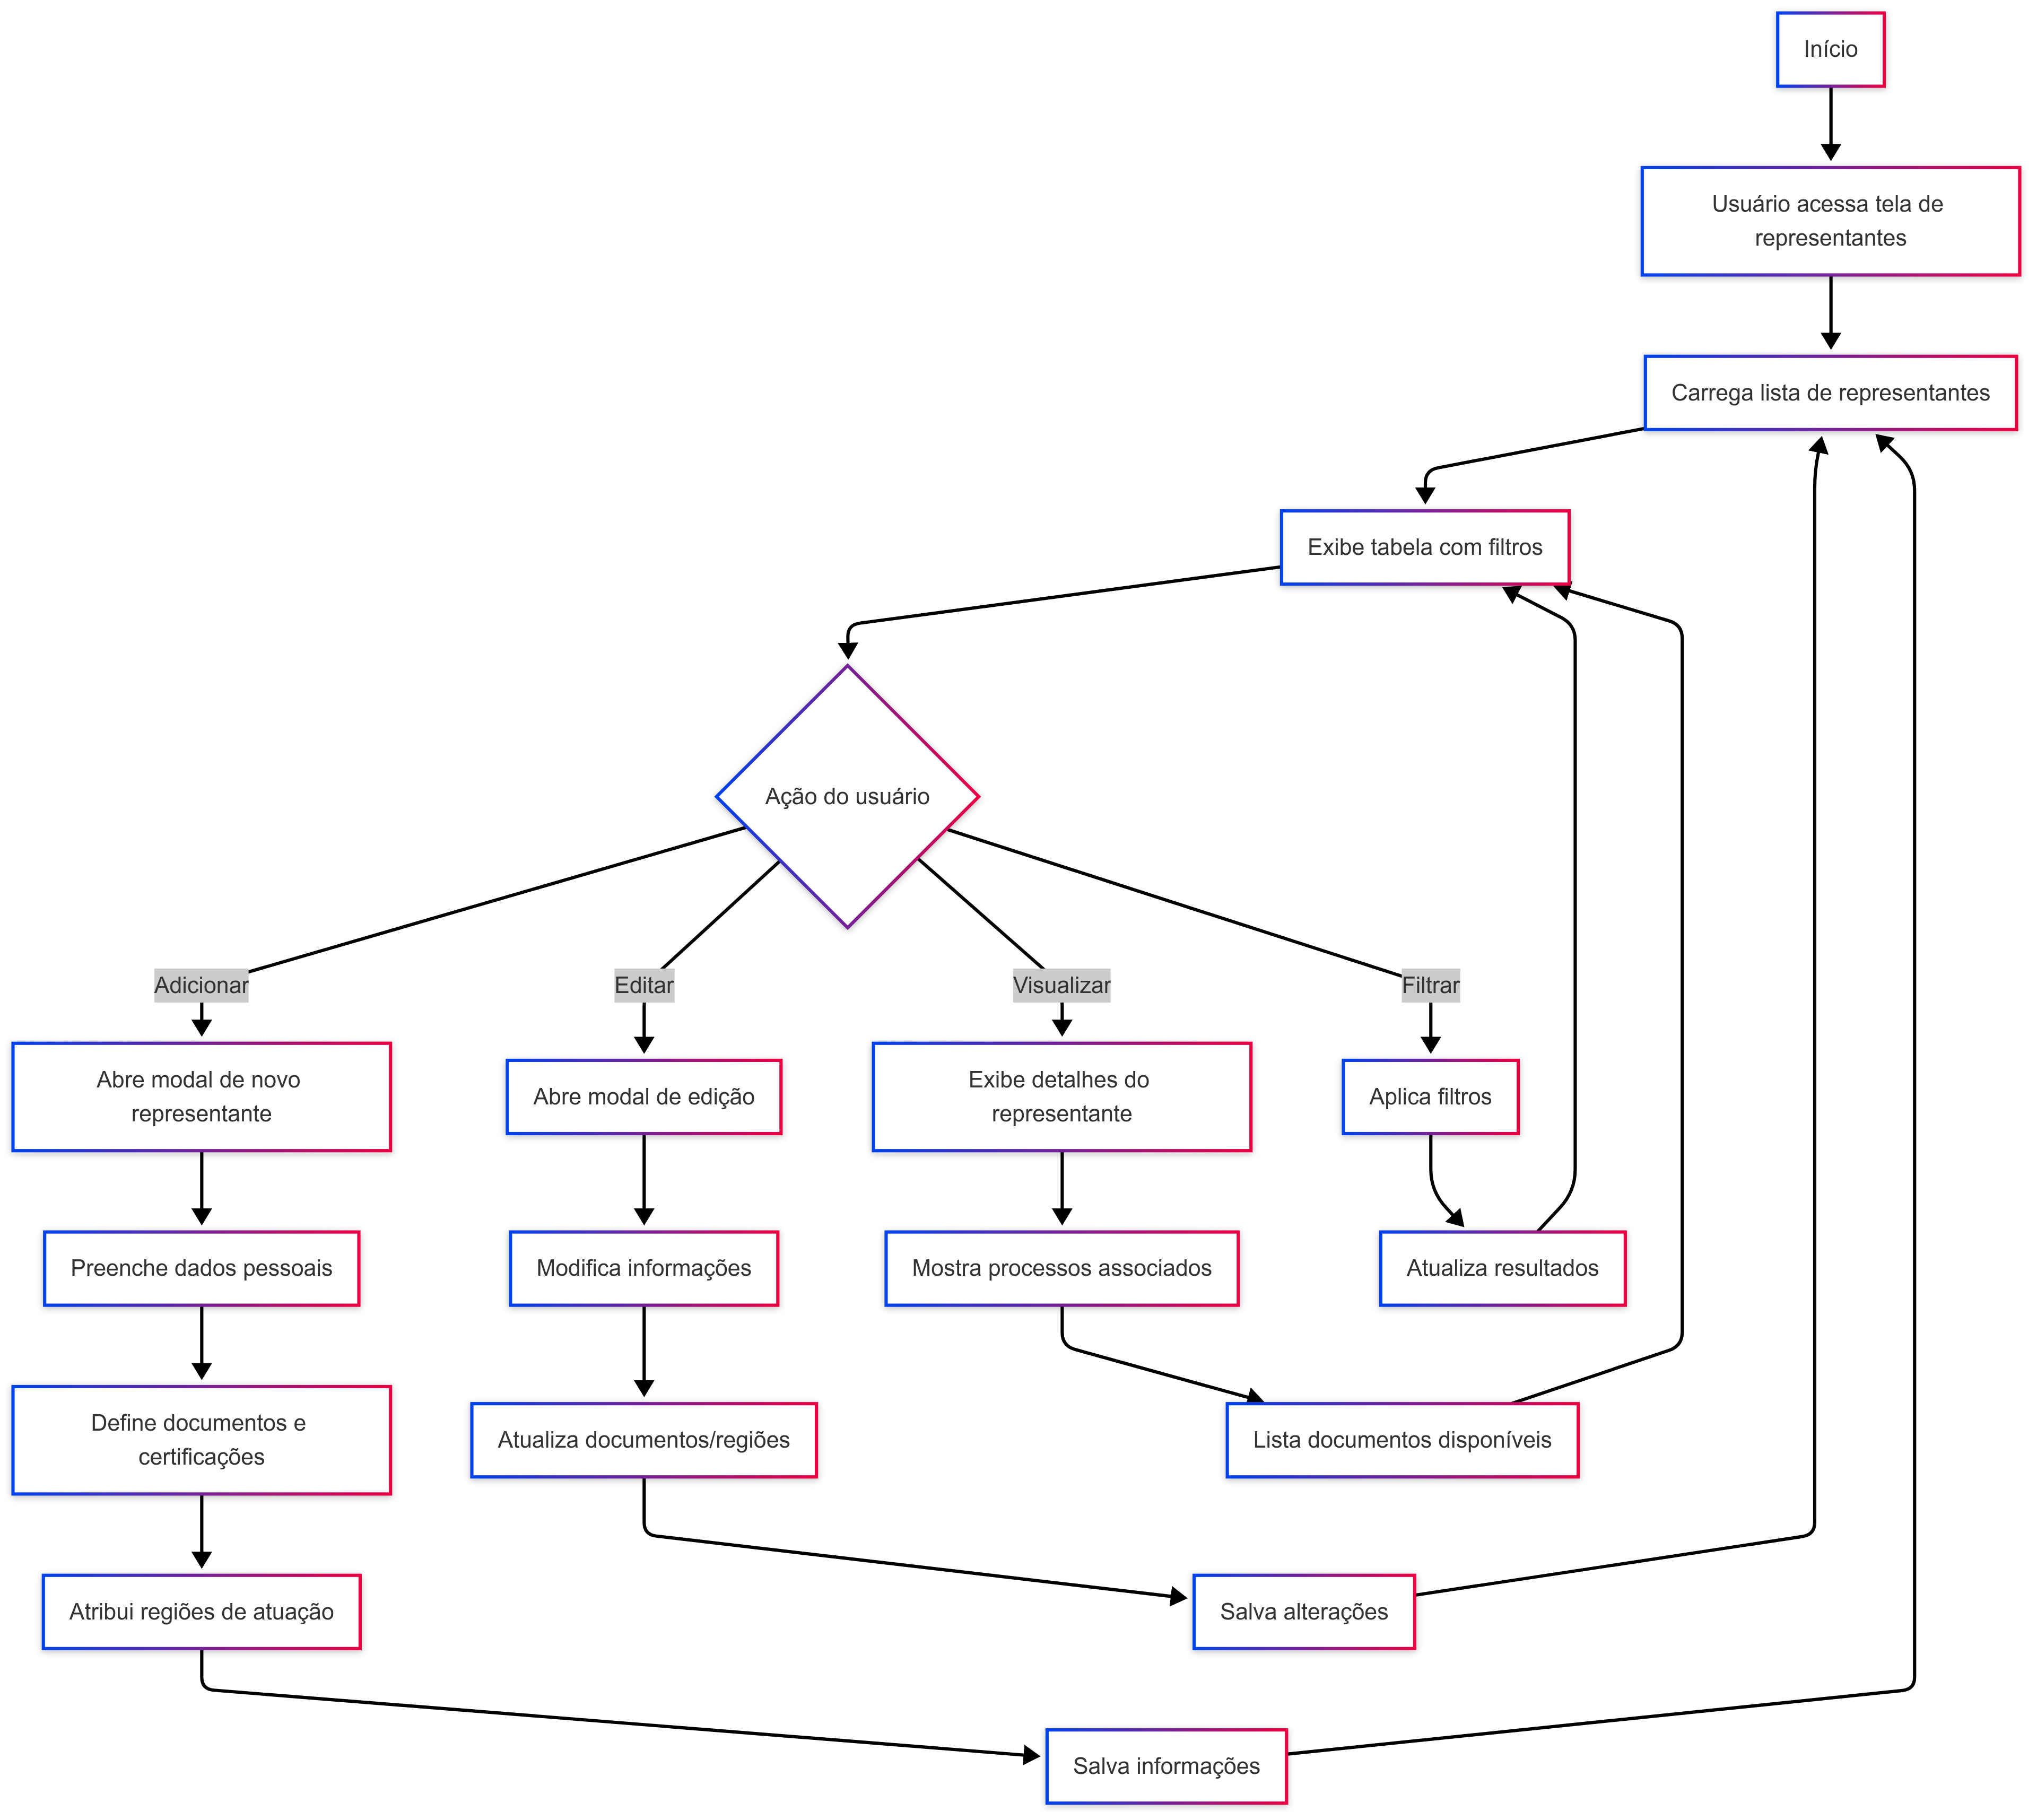 Início
Usuário acessa tela de
representantes
Carrega lista de representantes
Exibe tabela com filtros
Ação do usuário
Adicionar
Editar
Visualizar
Filtrar
Abre modal de novo
representante
Abre modal de edição
Exibe detalhes do
representante
Aplica filtros
Preenche dados pessoais
Modifica informações
Mostra processos associados
Atualiza resultados
Define documentos e
certificações
Atualiza documentos/regiões
Lista documentos disponíveis
Atribui regiões de atuação
Salva alterações
Salva informações